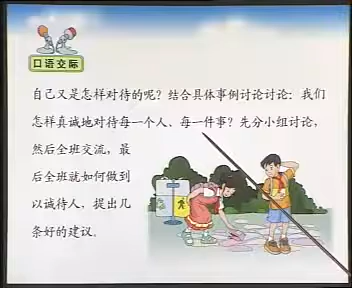 口语交际
自己又是怎样对待的呢？结合具体事例讨论讨论：我们
怎样真诚地对待每一个人、每一件事？先分小组讨论，
然后全班交流，最
后全班就如何做到
以诚待人，提出几
条好的建议。